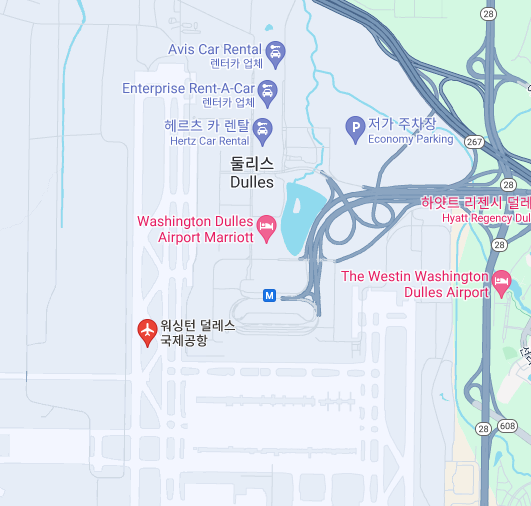 28
Avis Car Rental
렌터카 업체
Enterprise Rent-A-Car
렌터카 업체
헤르츠 카 렌탈
Hertz Car Rental
저가 주차장
Economy Parking
267
둘리스
Dulles
28
하얏트 리젠시 덜레
Hyatt Regency Dul
Washington Dulles
Airport Marriott
28
The Westin Washington
Dulles Airport
M
워싱턴 덜레스
국제공항
28
608